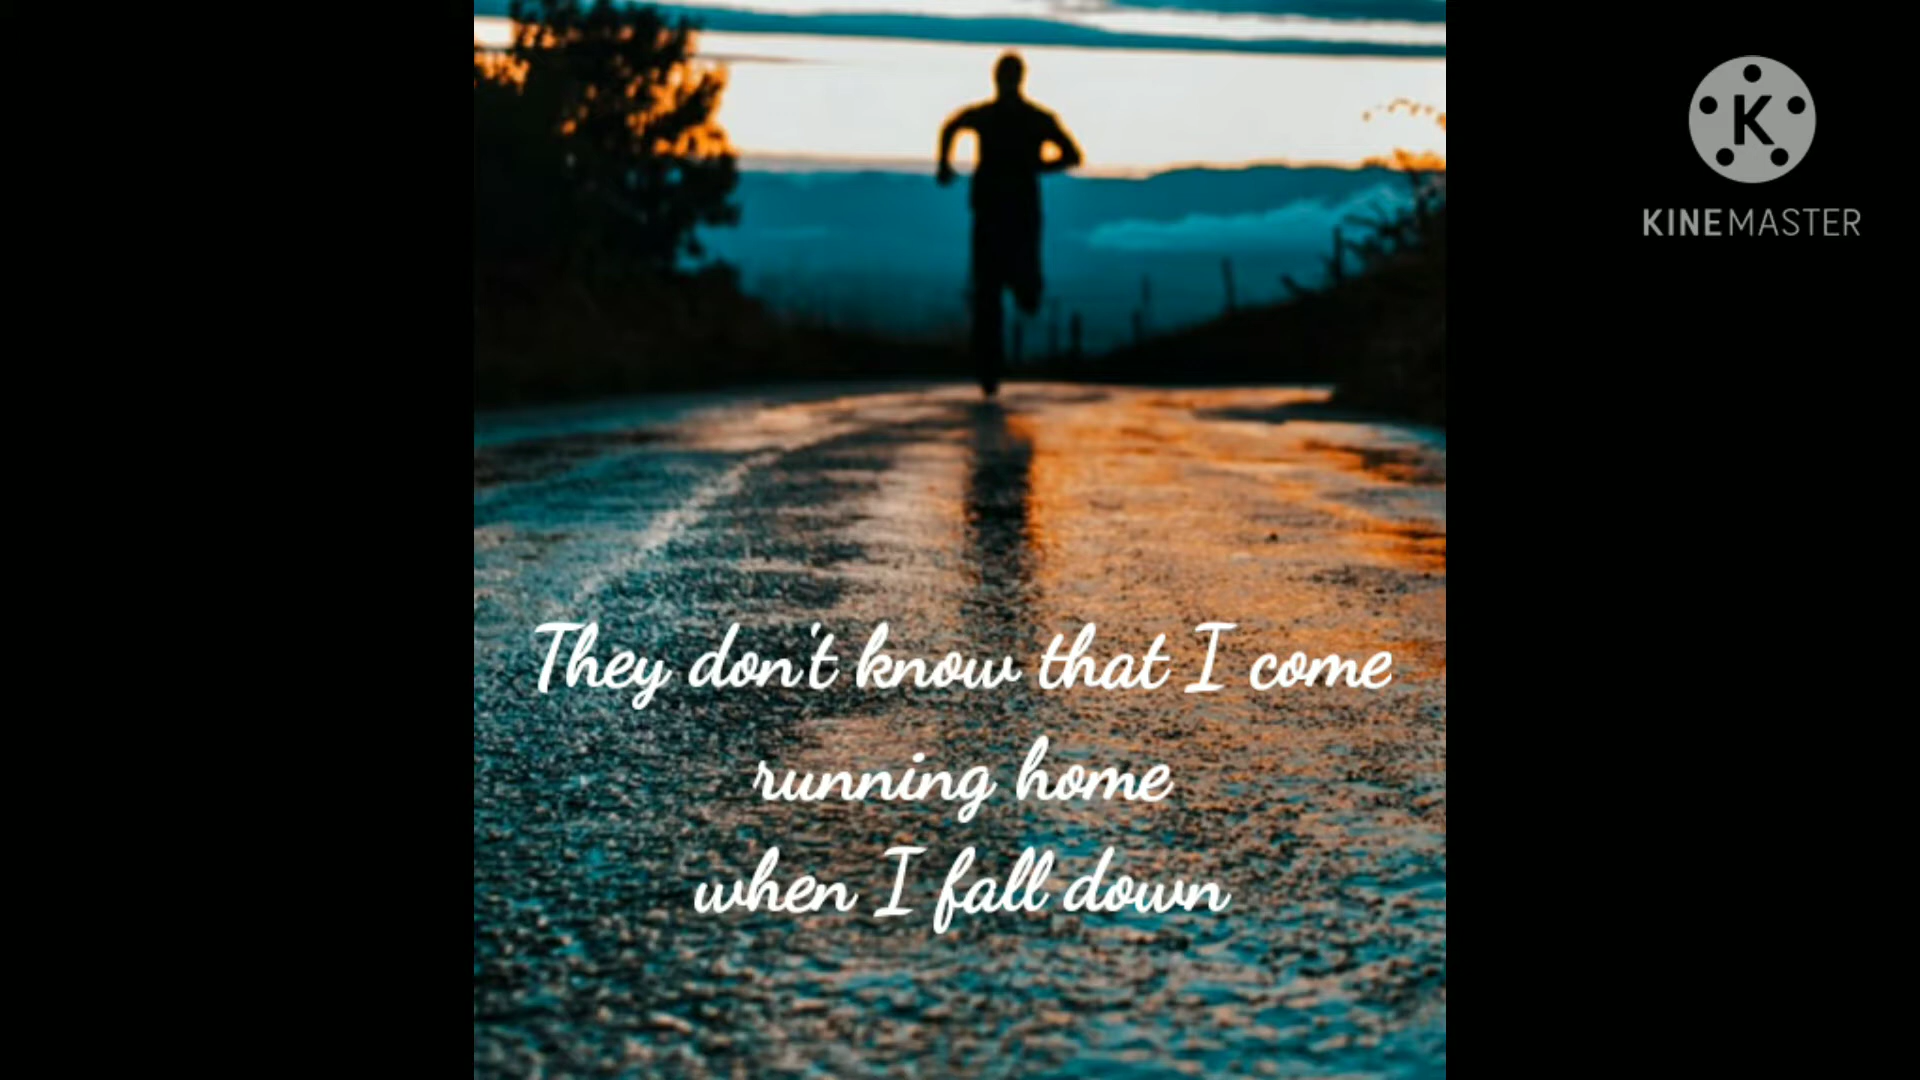 K
KINEMASTER
They don't know that I come
running home
when I fall down